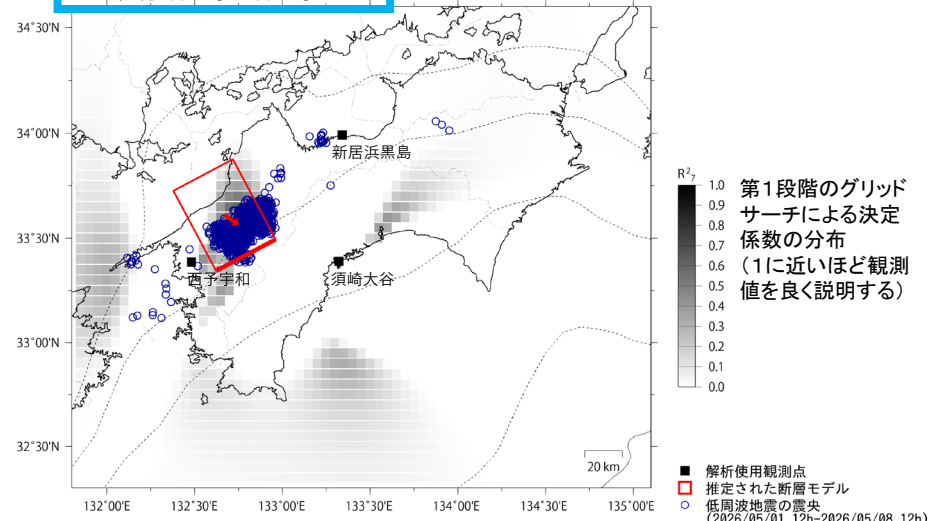 34°30'N
34°00'N
33°30'N
33°00'N
32°30'N
132°00'E
132°30'E
133°00'E
133°30'E
134°00'E
134°30'E
135°00'E
新居浜黒島
西予宇和
須崎大谷
20 km
R²₇
1.0
0.9
0.8
0.7
0.6
0.5
0.4
0.3
0.2
0.1
0.0
第1段階のグリッド
サーチによる決定
係数の分布
(1に近いほど観測
値を良く説明する)
解析使用観測点
推定された断層モデル
低周波地震の震央
(2026/05/01 12h-2026/05/08 12h)